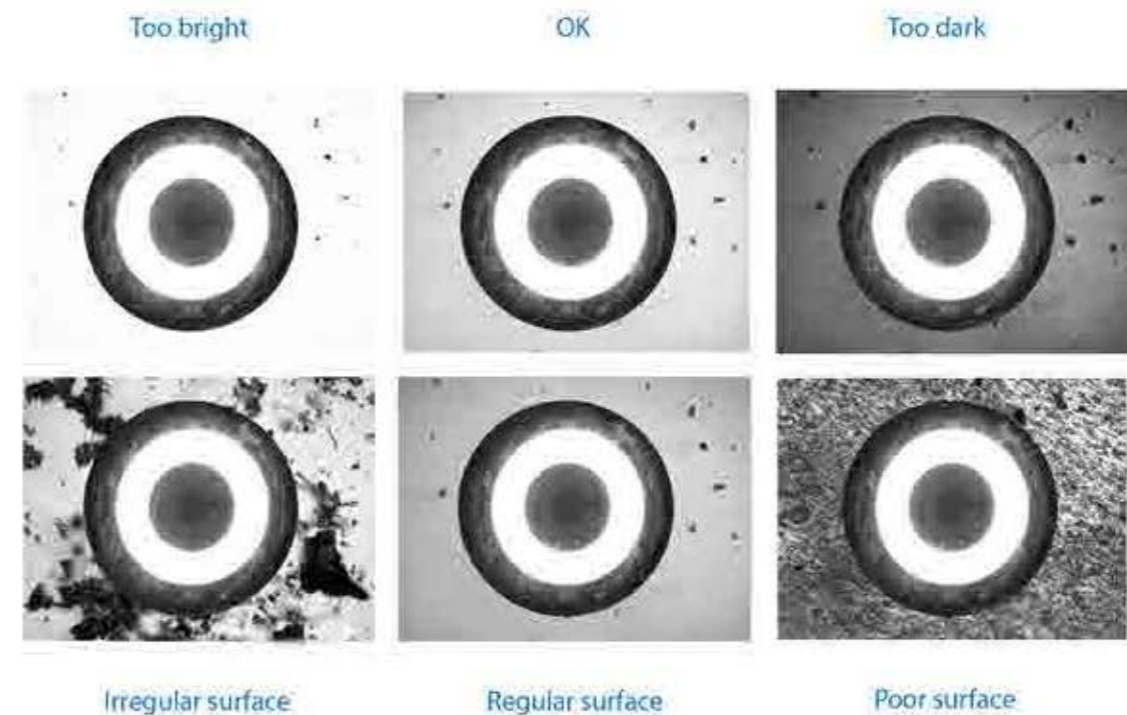 Too bright
OK
Too dark
Irregular surface
Regular surface
Poor surface